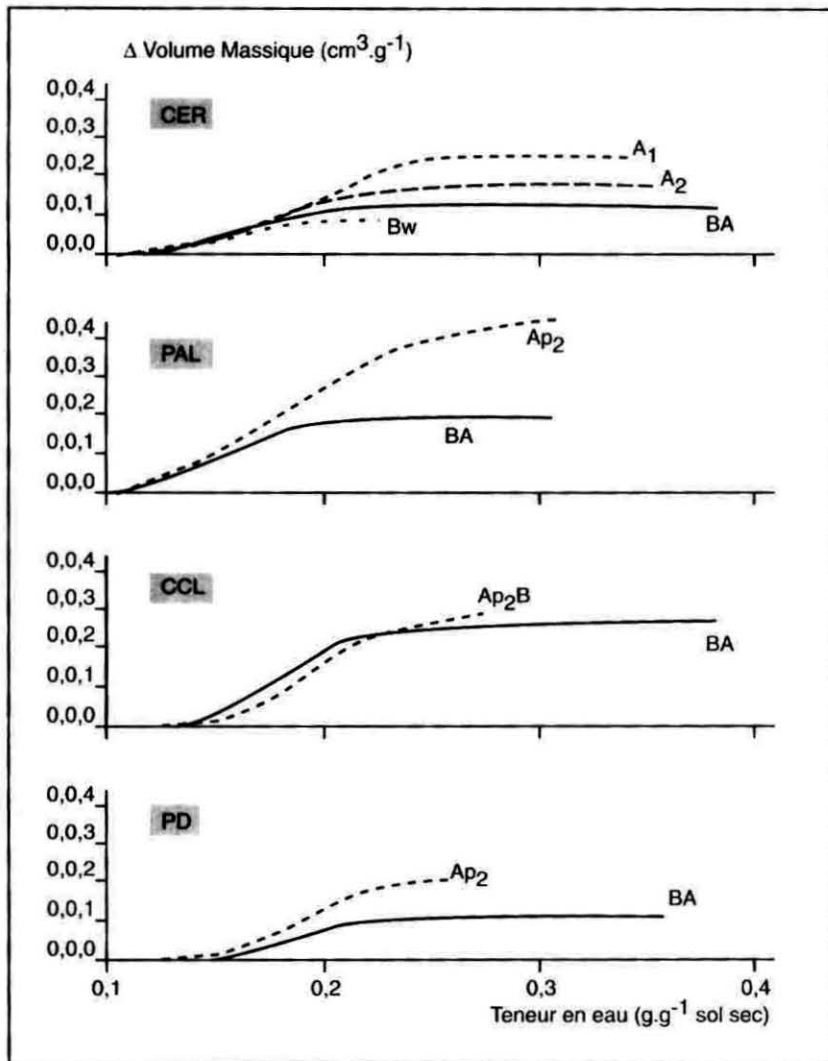 Δ Volume Massique (cm³.g⁻¹)
0,0,4
0,0,3
0,0,2
0,0,1
0,0,0
CER
A₁
A₂
BA
Bw
0,0,4
0,0,3
0,0,2
0,0,1
0,0,0
PAL
Ap₂
BA
0,0,4
0,0,3
0,0,2
0,0,1
0,0,0
CCL
Ap₂B
BA
0,0,4
0,0,3
0,0,2
0,0,1
0,0,0
PD
Ap₂
BA
0,1 0,2 0,3 0,4
Teneur en eau (g.g⁻¹ sol sec)